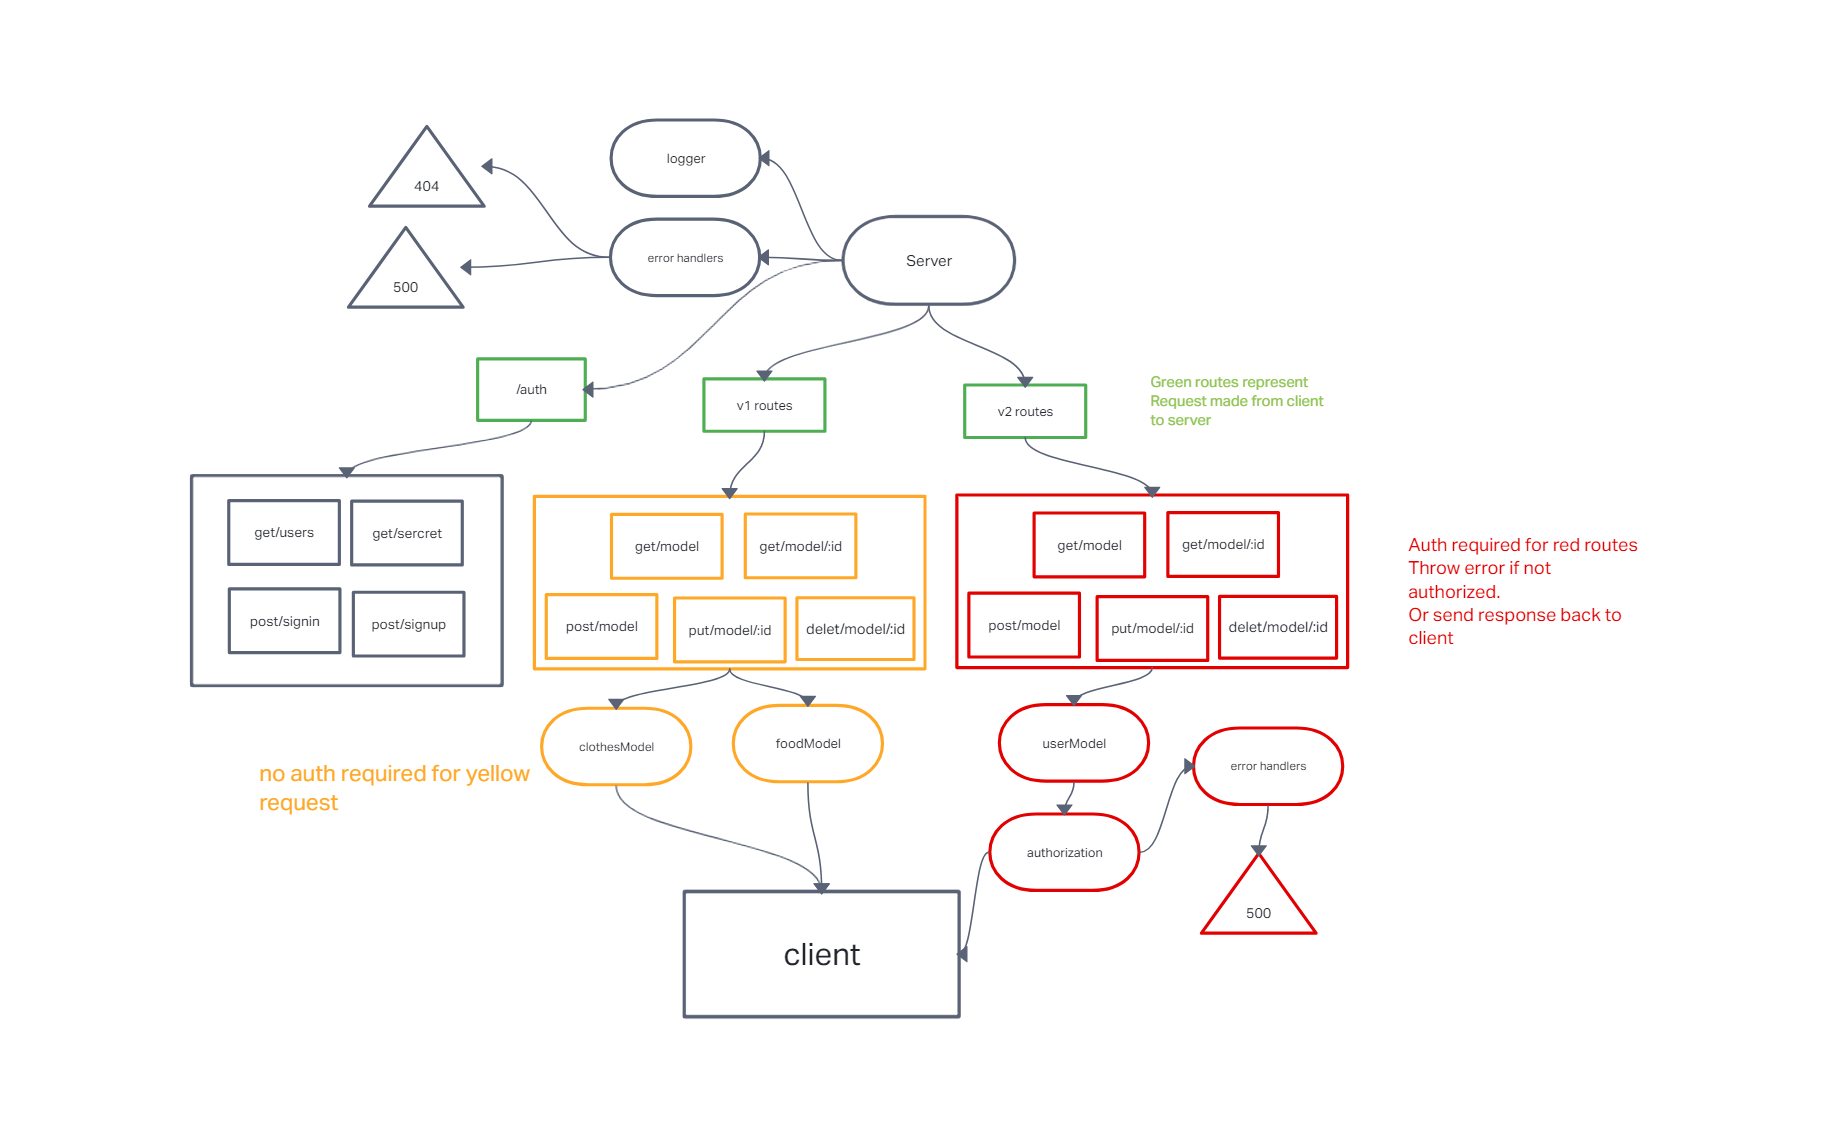 logger
404
error handlers
Server
500
/auth
v1 routes
v2 routes
Green routes represent
Request made from client
to server
get/users
get/sercret
post/signin
post/signup
get/model
get/model/:id
post/model
put/model/:id
delet/model/:id
get/model
get/model/:id
post/model
put/model/:id
delet/model/:id
Auth required for red routes
Throw error if not
authorized.
Or send response back to
client
clothesModel
foodModel
userModel
error handlers
no auth required for yellow
request
authorization
500
client